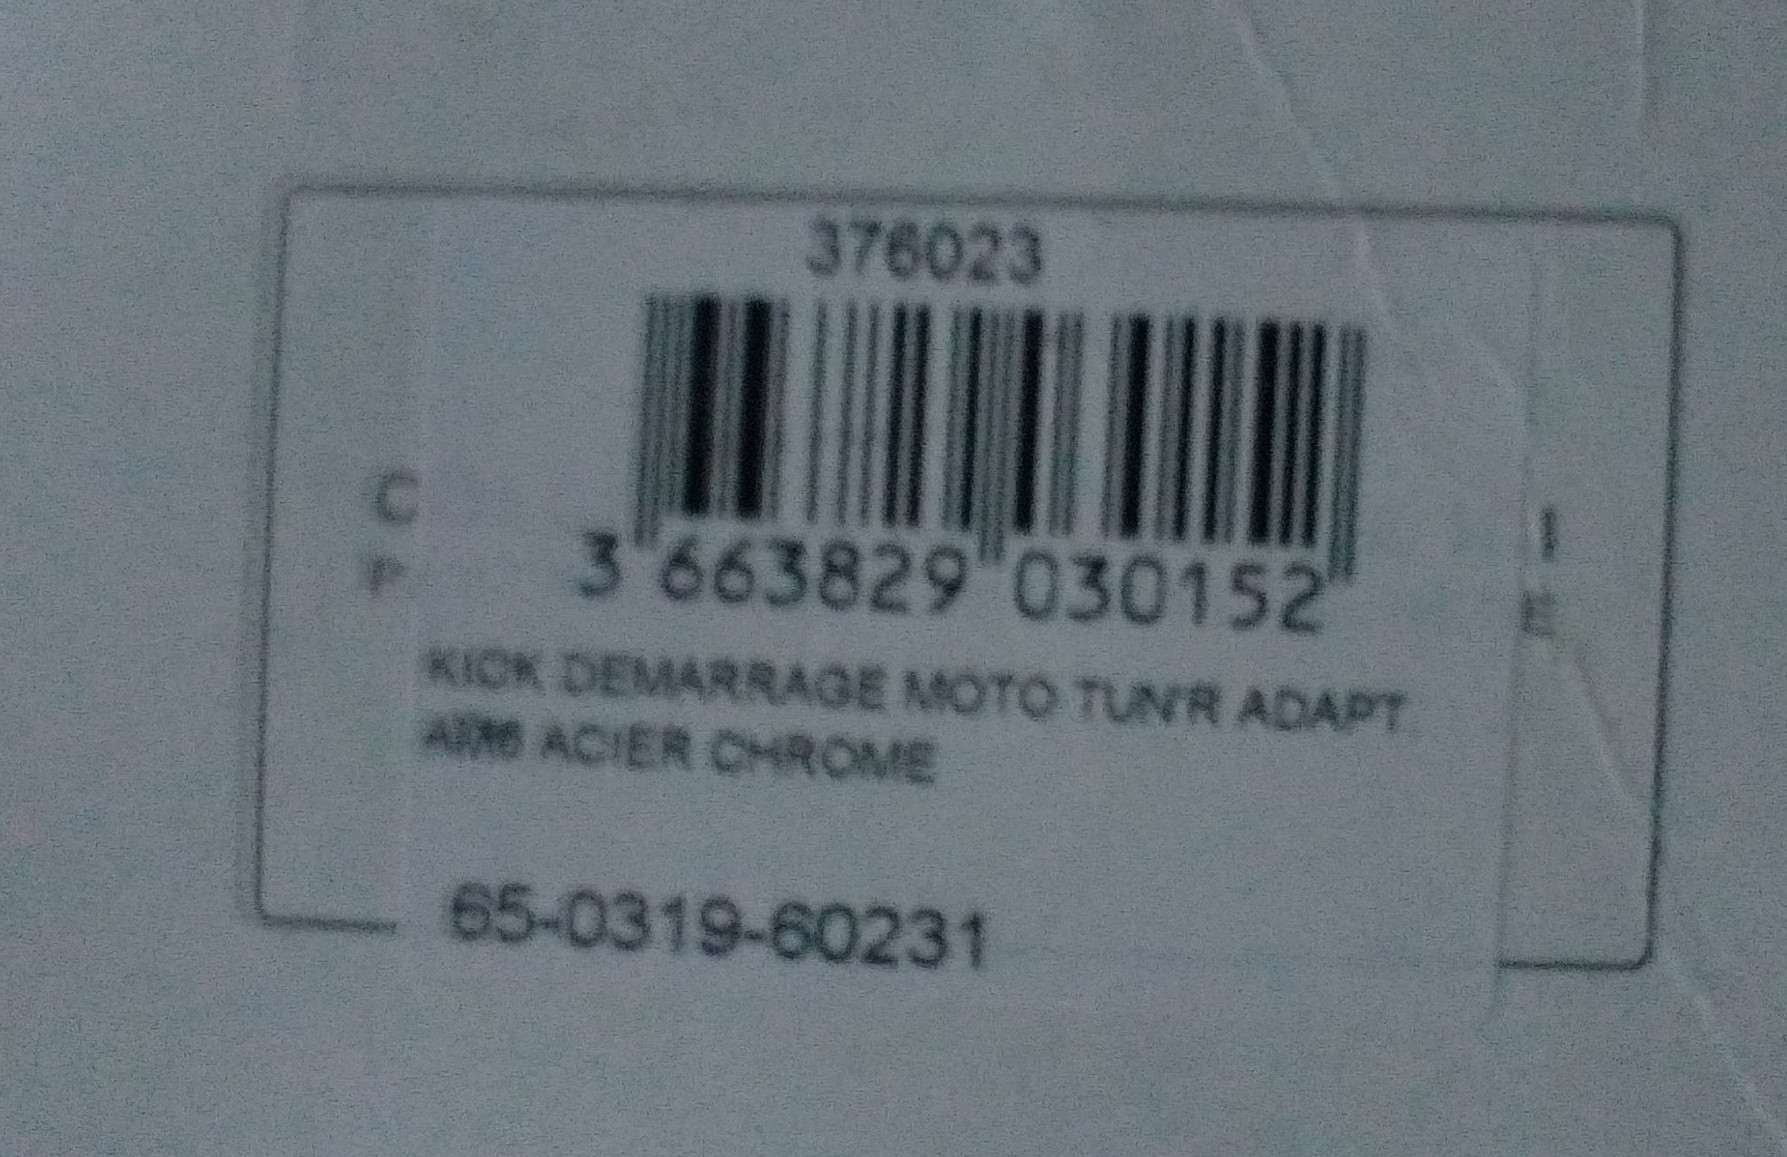 376023
C
I
3 663829 030152
P
E
KICK DEMARRAGE MOTO TUN'R ADAPT.
ACIER CHROME
65-0319-60231